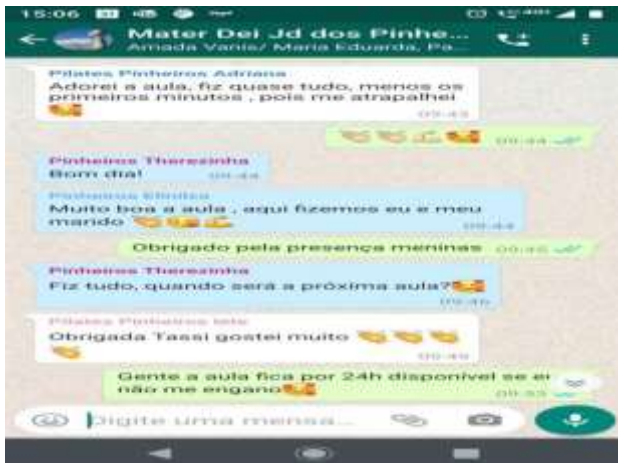 15:06
Mater Dei Jd dos Pinhe...
Amada Vania/ Maria Eduarda, Pa...
Pilates Pinheiros Adriana
Adorei a aula, fiz quase tudo, menos os
primeiros minutos , pois me atrapalhei
09:43
09:44
Pinheiros Therezinha
Bom dia! 09:44
Pinheiros
Muito boa a aula , aqui fizemos eu e meu
marido
09:44
Obrigado pela presença meninas 09:45
Pinheiros Therezinha
Fiz tudo, quando será a próxima aula?
09:46
Pilates Pinheiros
Obrigada Tassi gostei muito
09:49
Gente a aula fica por 24h disponível se eu
não me engano
09:53
Digite uma mensa...